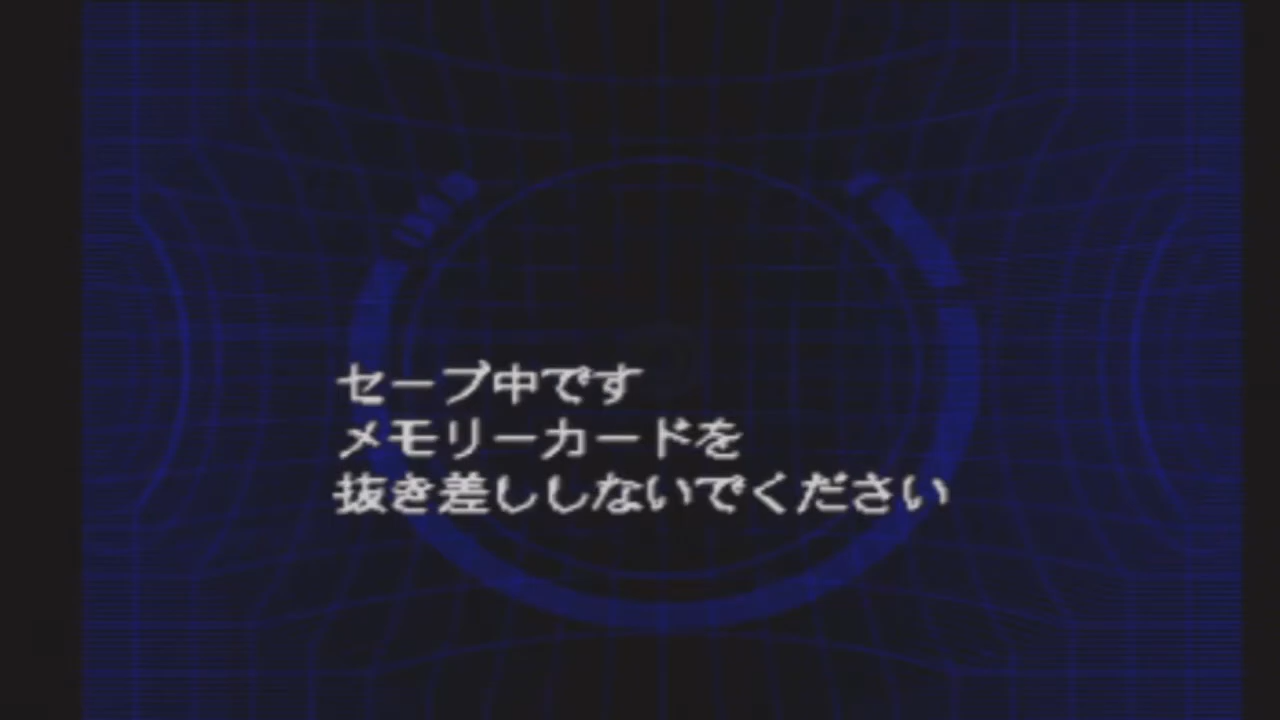 セーブ中です
メモリーカードを
抜き差ししないでください